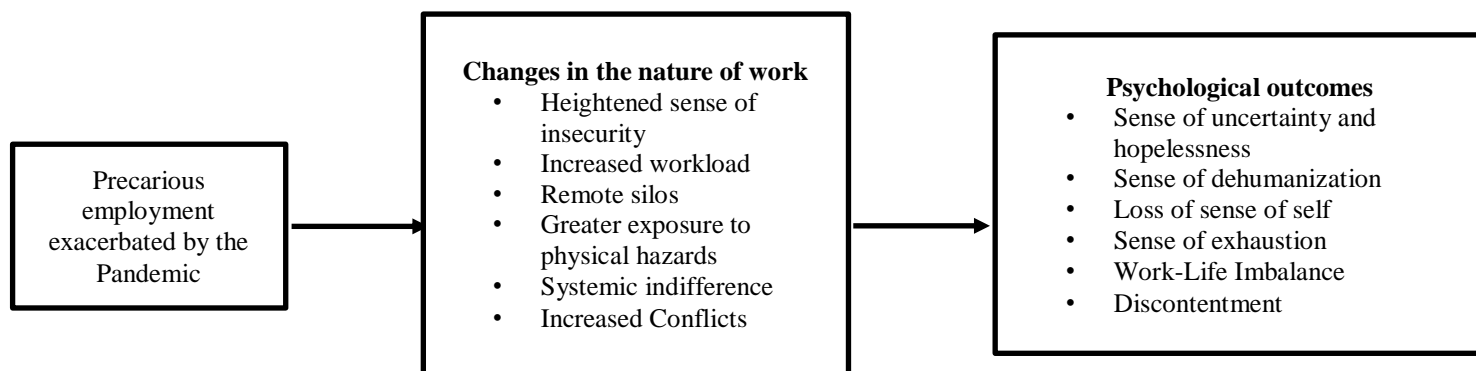 Precarious
employment
exacerbated by the
Pandemic
Changes in the nature of work
• Heightened sense of
insecurity
• Increased workload
• Remote silos
• Greater exposure to
physical hazards
• Systemic indifference
• Increased Conflicts
Psychological outcomes
• Sense of uncertainty and
hopelessness
• Sense of dehumanization
• Loss of sense of self
• Sense of exhaustion
• Work-Life Imbalance
• Discontentment